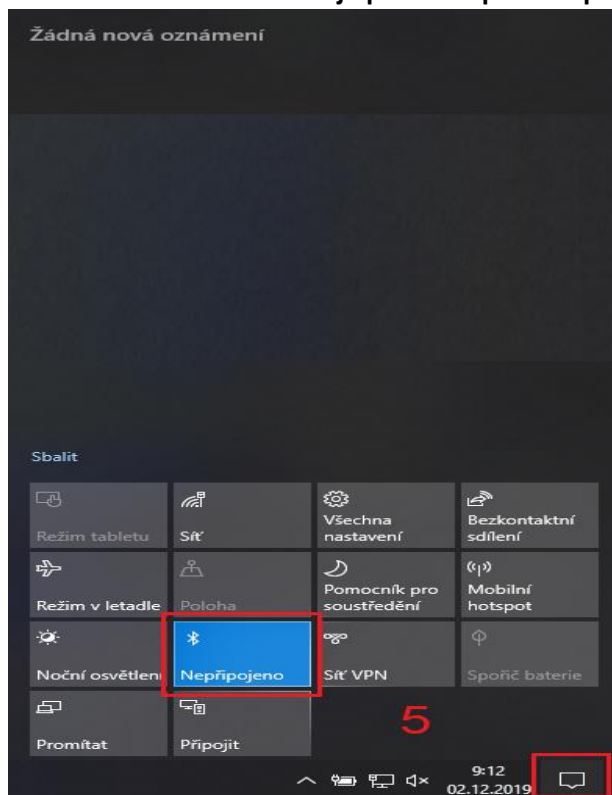 Žádná nová oznámení
Sbalit
Režim tabletu
Síť
Všechna
nastavení
Bezkontaktní
sdílení
Režim v letadle
Poloha
Pomocník pro
soustředění
Mobilní
hotspot
Noční osvětlení
Nepřipojeno
Síť VPN
Spořič baterie
Promítat
Připojit
5
9:12
02.12.2019